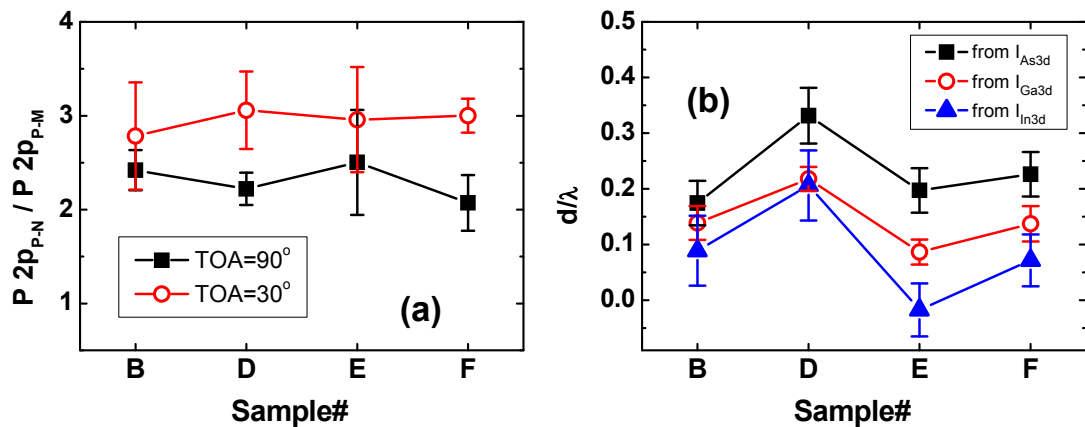 4
3
2
1
P 2p_P-N / P 2p_P-M
TOA=90°
TOA=30°
(a)
B D E F
Sample#
0.5
0.4
0.3
0.2
0.1
0.0
d/λ
from I_As3d
from I_Ga3d
from I_In3d
(b)
B D E F
Sample#